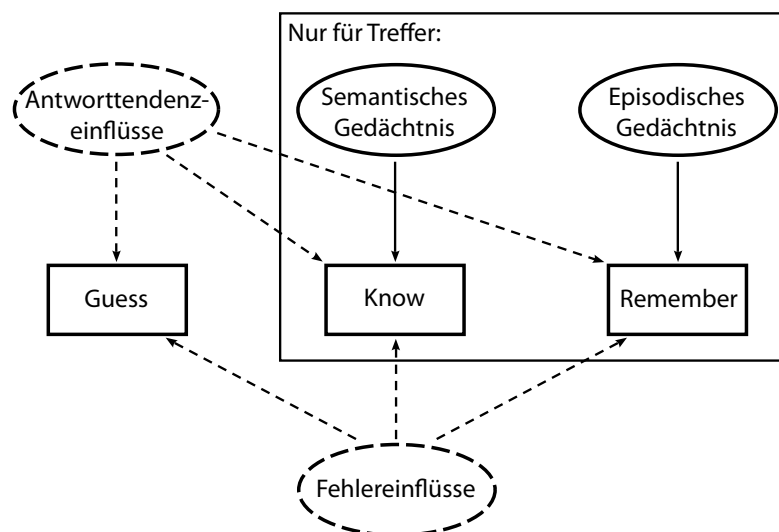 Nur für Treffer:
Antworttendenz-
einflüsse
Semantisches
Gedächtnis
Episodisches
Gedächtnis
Guess
Know
Remember
Fehlereinflüsse